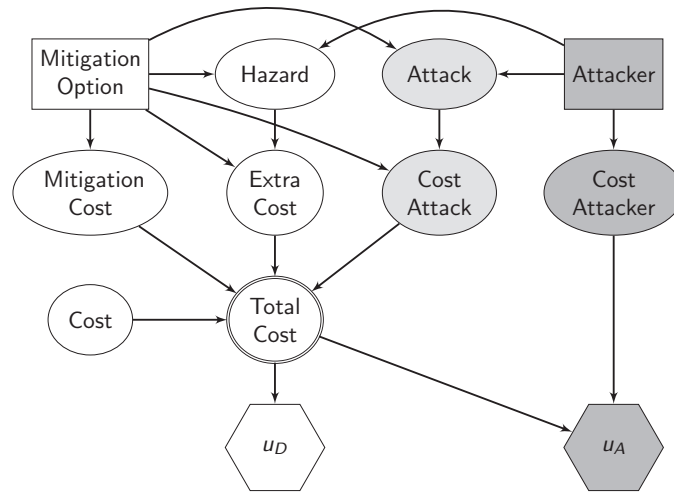 Mitigation
Option
Hazard
Attack
Attacker
Mitigation
Cost
Extra
Cost
Cost
Attack
Cost
Attacker
Cost
Total
Cost
u_D
u_A